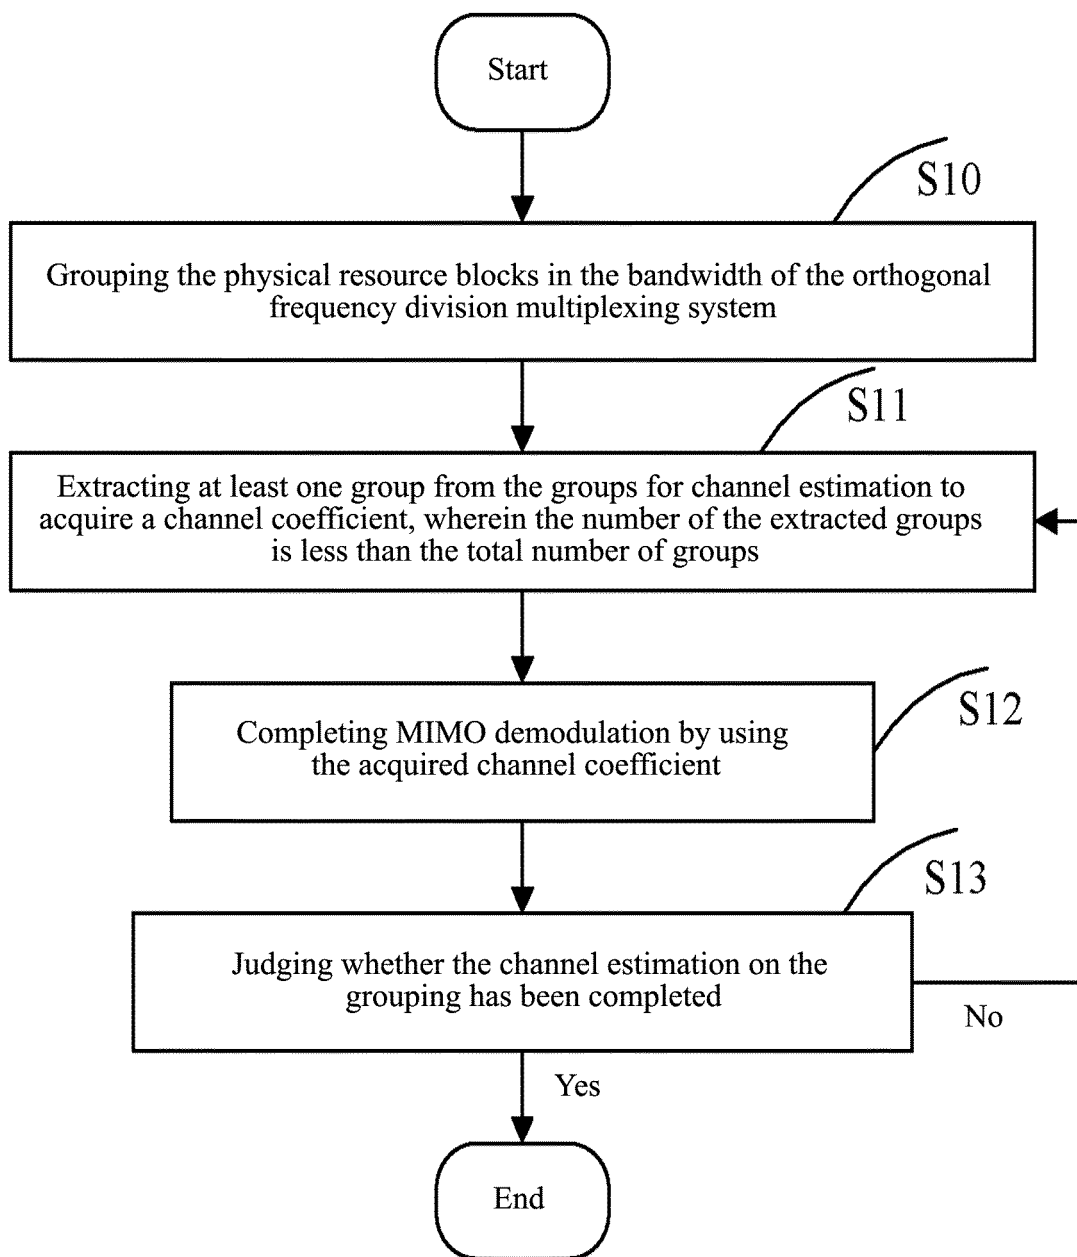 Start
S10
Grouping the physical resource blocks in the bandwidth of the orthogonal
frequency division multiplexing system
S11
Extracting at least one group from the groups for channel estimation to
acquire a channel coefficient, wherein the number of the extracted groups
is less than the total number of groups
S12
Completing MIMO demodulation by using
the acquired channel coefficient
S13
Judging whether the channel estimation on the
grouping has been completed
No
Yes
End